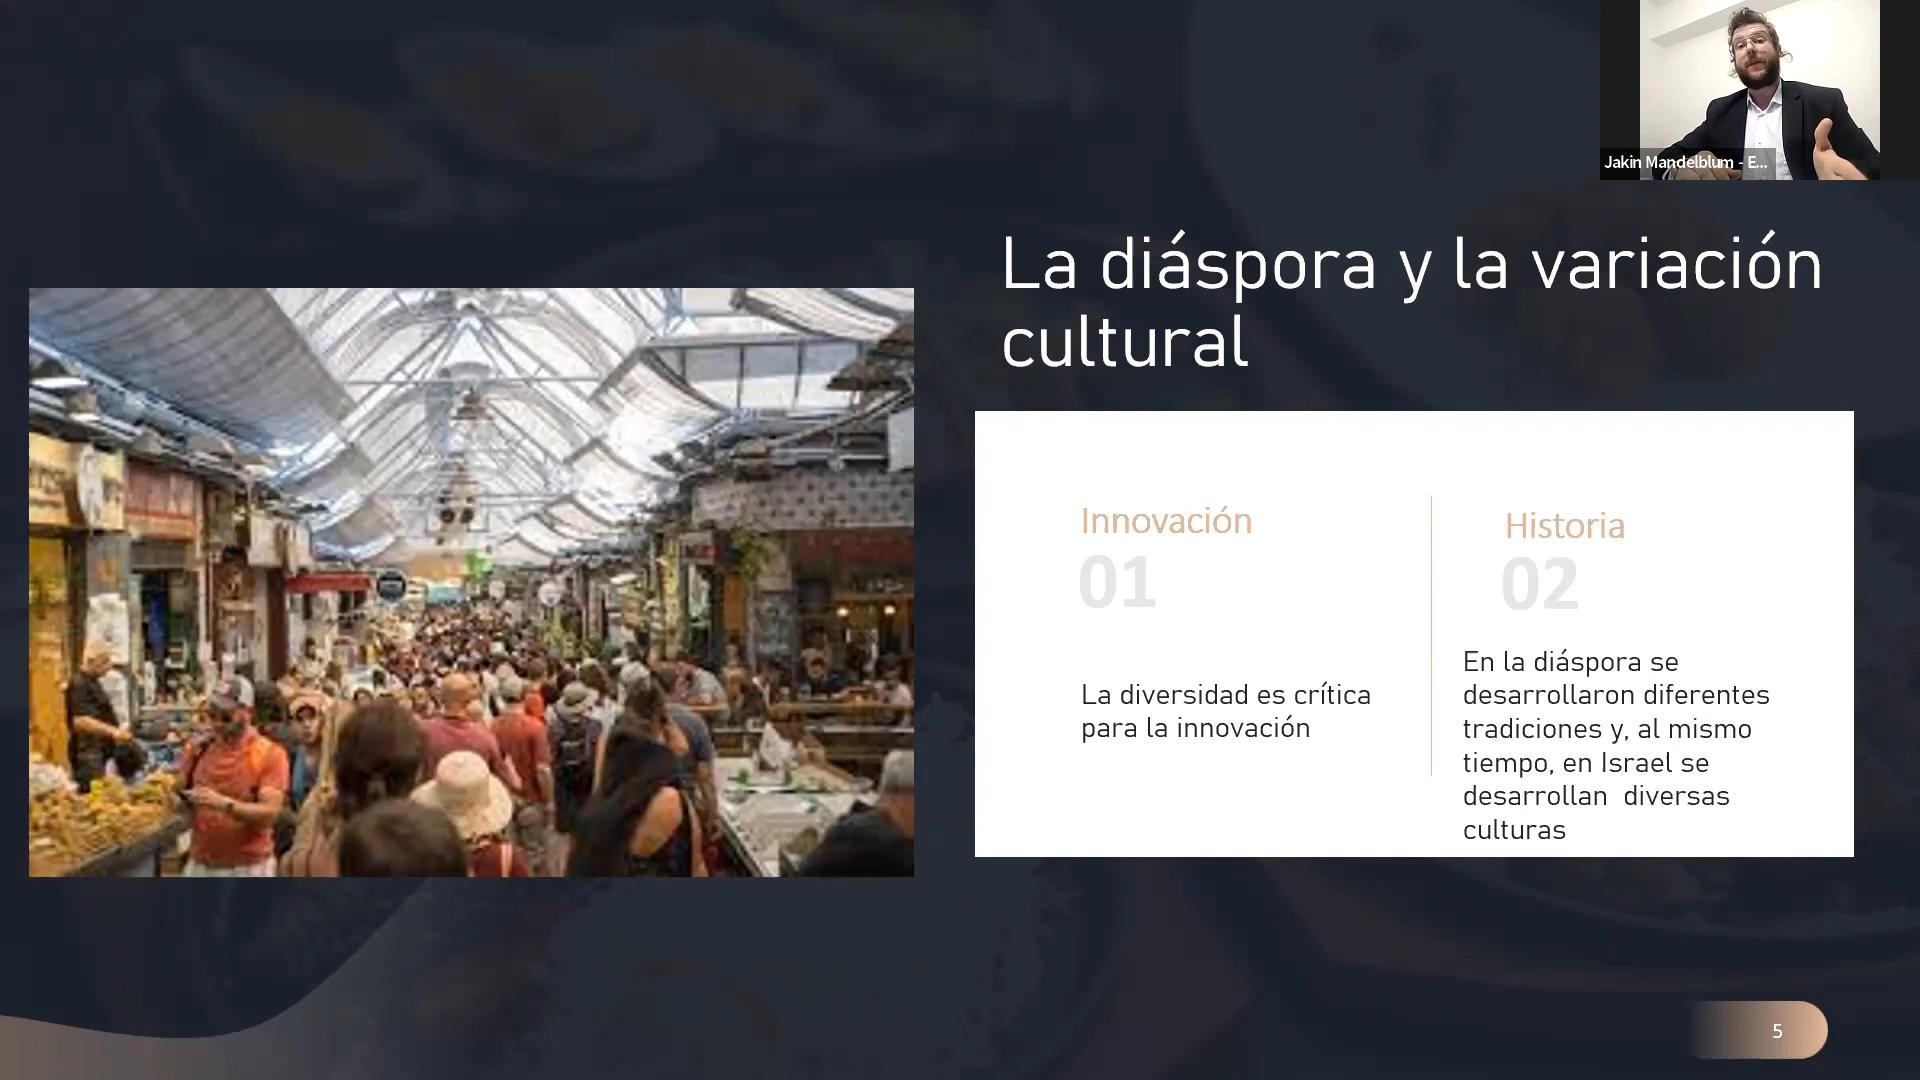 Jakin Mandelblum - E...
La diáspora y la variación
cultural
Innovación
01
La diversidad es crítica
para la innovación
Historia
02
En la diáspora se
desarrollaron diferentes
tradiciones y, al mismo
tiempo, en Israel se
desarrollan diversas
culturas
5